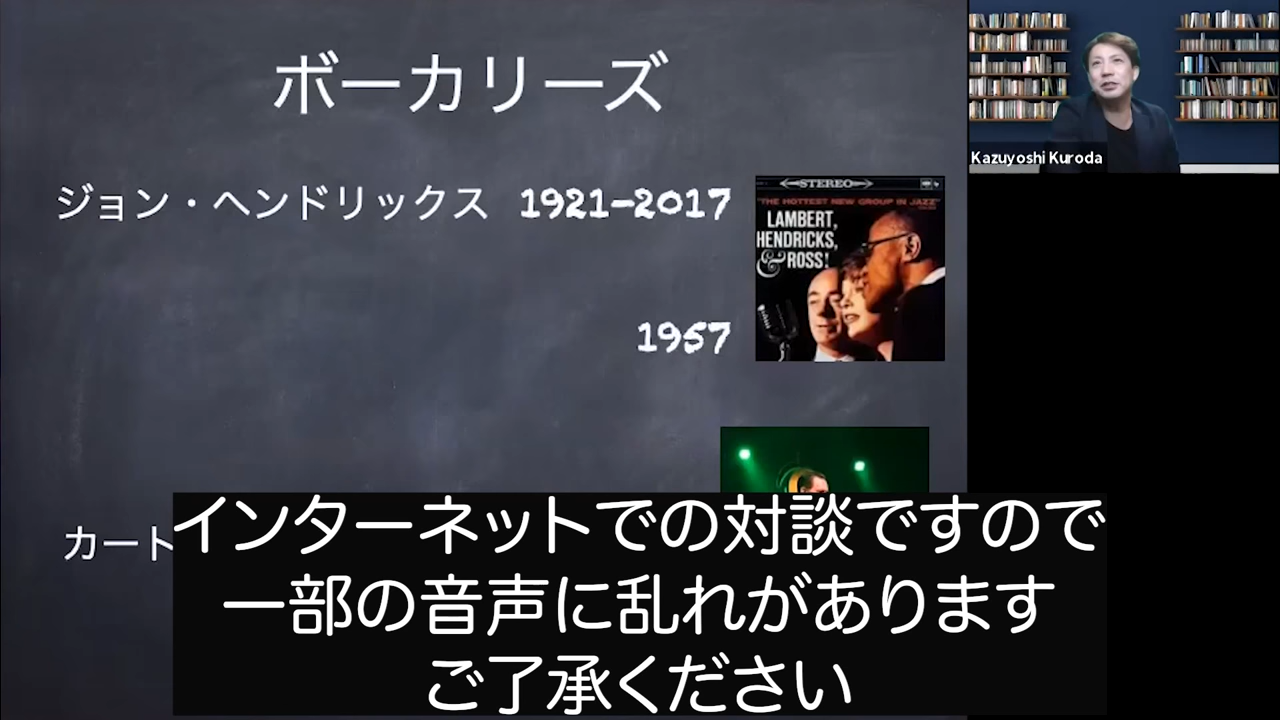 ボーカリーズ
ジョン・ヘンドリックス 1921-2017
STEREO
"THE HOTTEST NEW GROUP IN JAZZ"
LAMBERT,
HENDRICKS,
& ROSS!
1957
カート
インターネットでの対談ですので
一部の音声に乱れがあります
ご了承ください
Kazuyoshi Kuroda